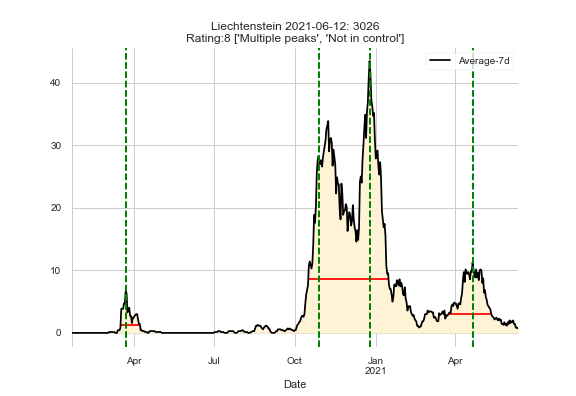 Liechtenstein 2021-06-12: 3026
Rating:8 ['Multiple peaks', 'Not in control']
Average-7d
40
30
20
10
0
Apr
Jul
Oct
Jan
2021
Apr
Date